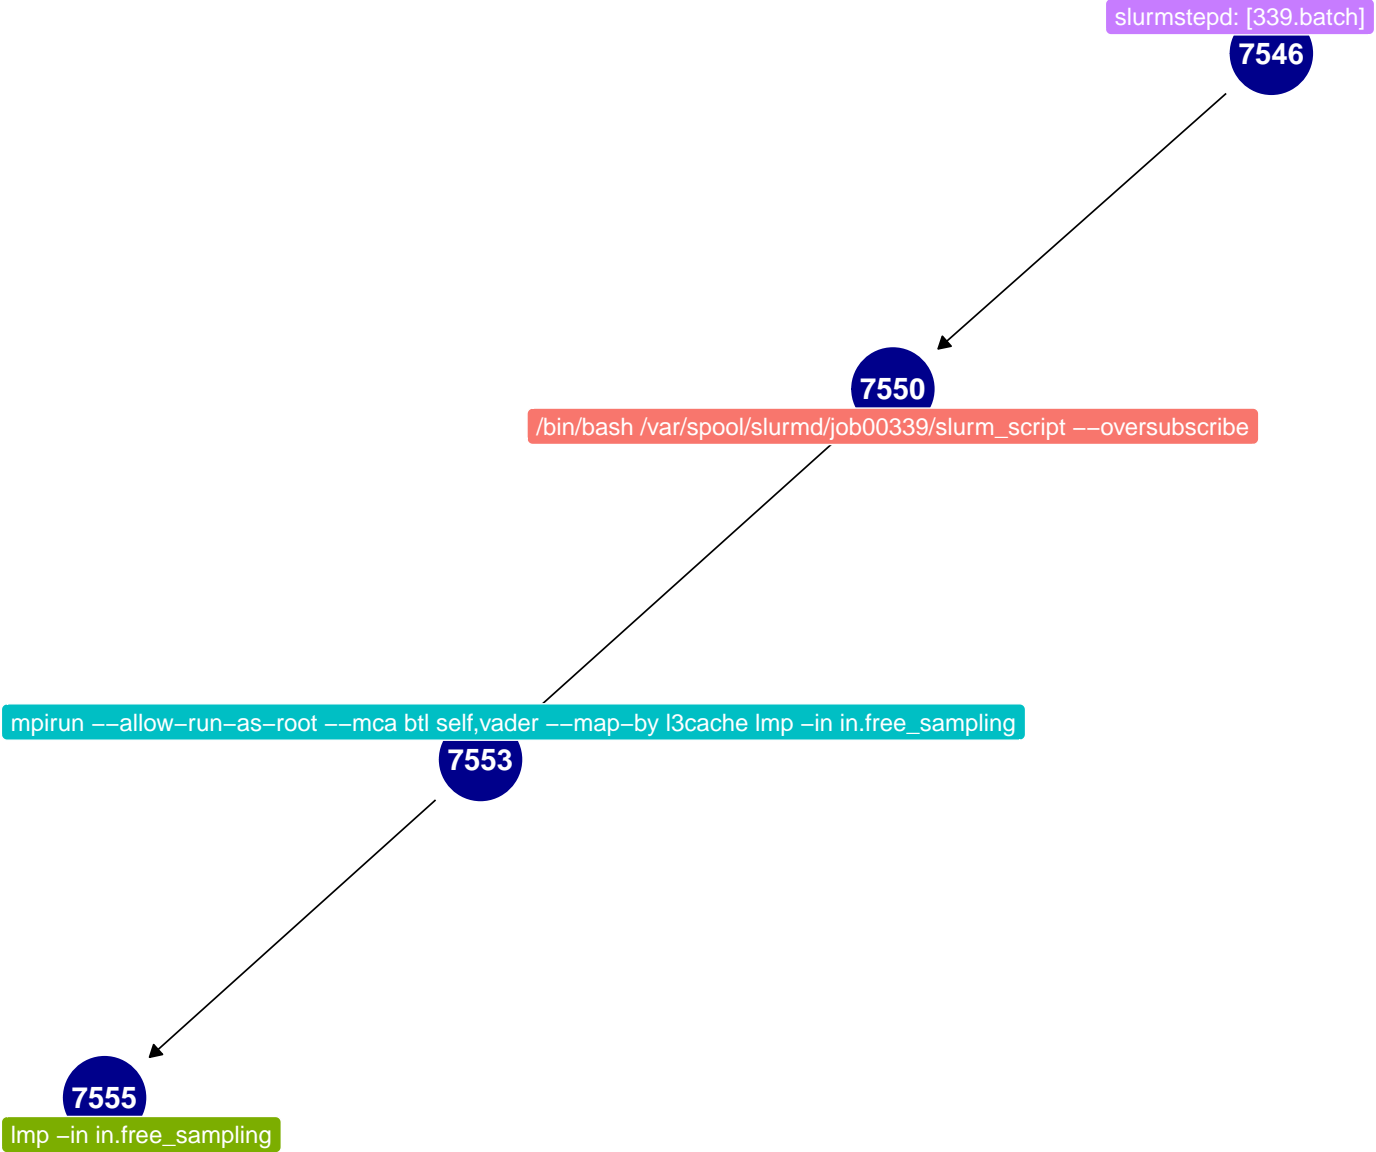 slurmstepd: [339.batch]
7546
7550
/bin/bash /var/spool/slurmd/job00339/slurm_script −−oversubscribe
mpirun −−allow−run−as−root −−mca btl self,vader −−map−by l3cache lmp −in in.free_sampling
7553
7555
lmp −in in.free_sampling